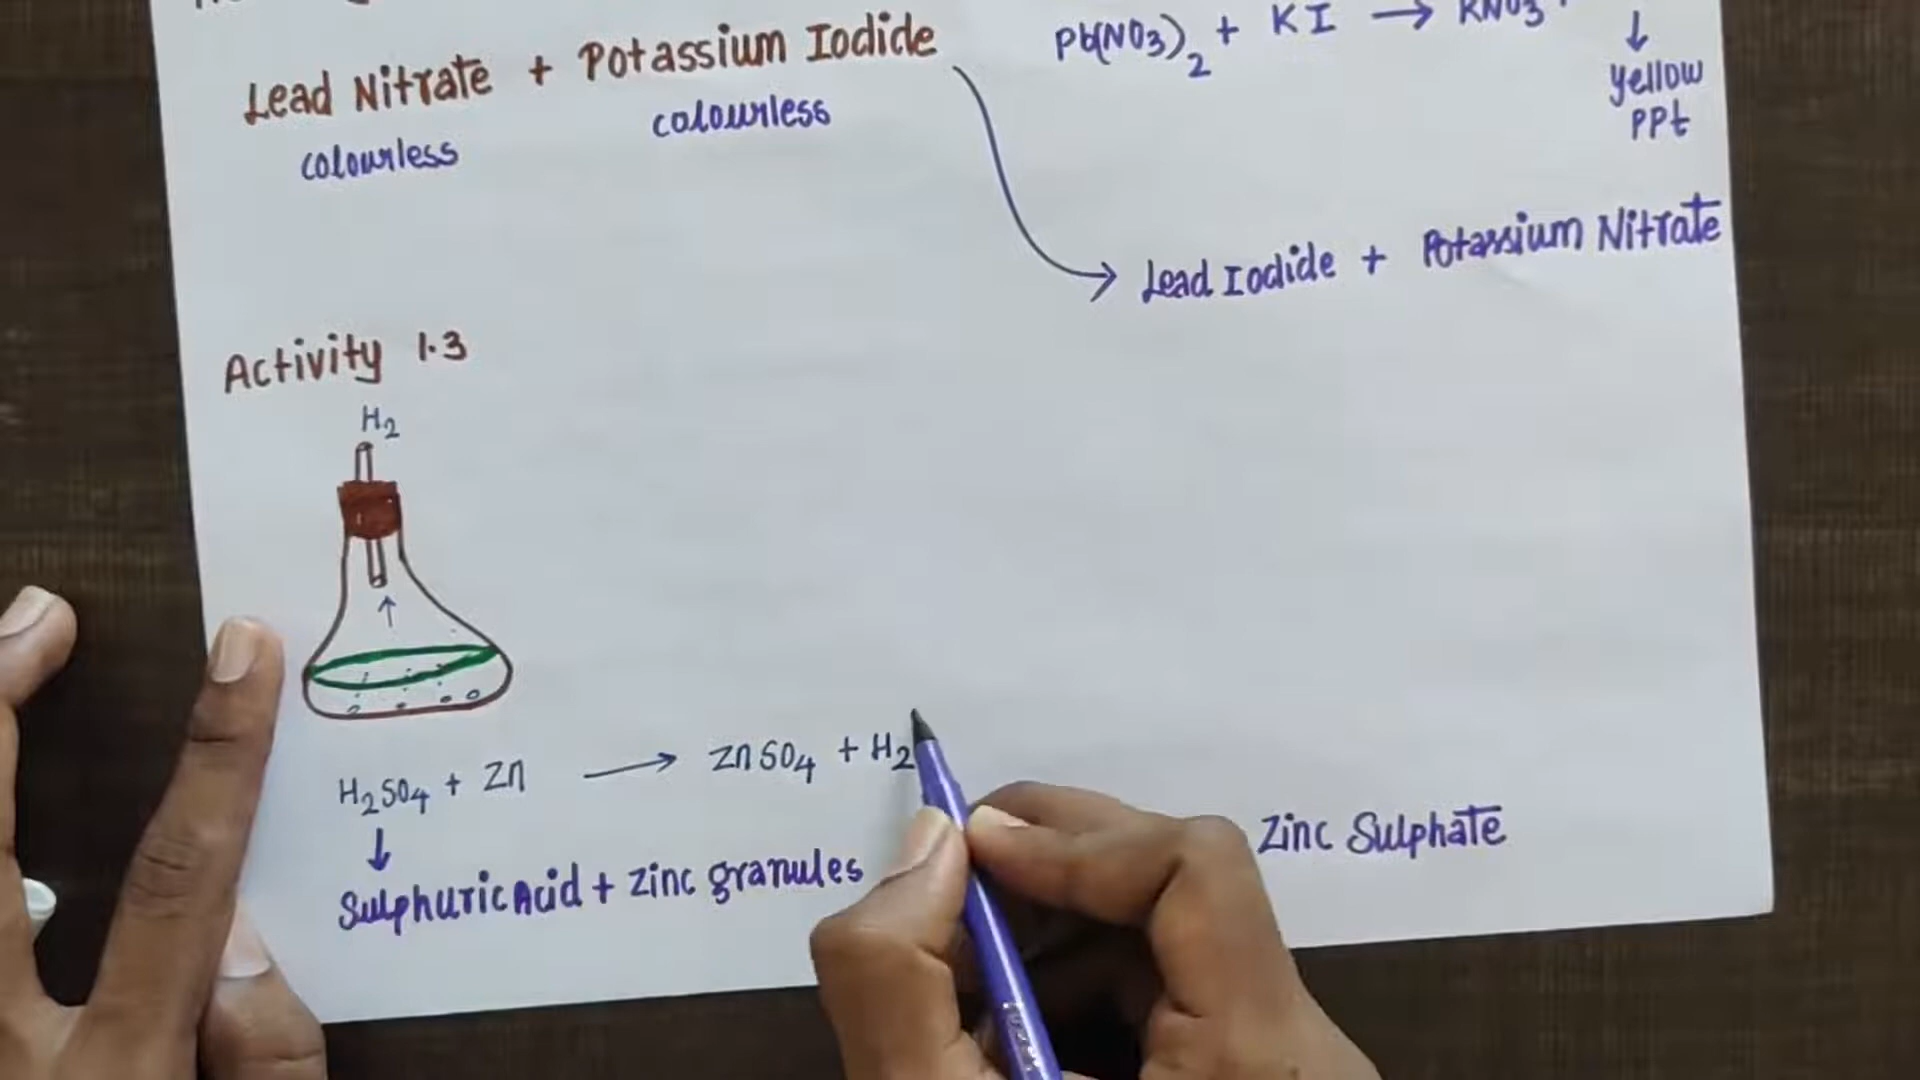 Lead Nitrate + Potassium Iodide
colourless colourless
Pb(NO3)2 + KI → KNO3 +
↓
yellow
PPt
Lead Iodide + Potassium Nitrate
Activity 1.3
H2
↑
H2SO4 + Zn → ZnSO4 + H2
↓
Sulphuric Acid + Zinc granules
Zinc Sulphate